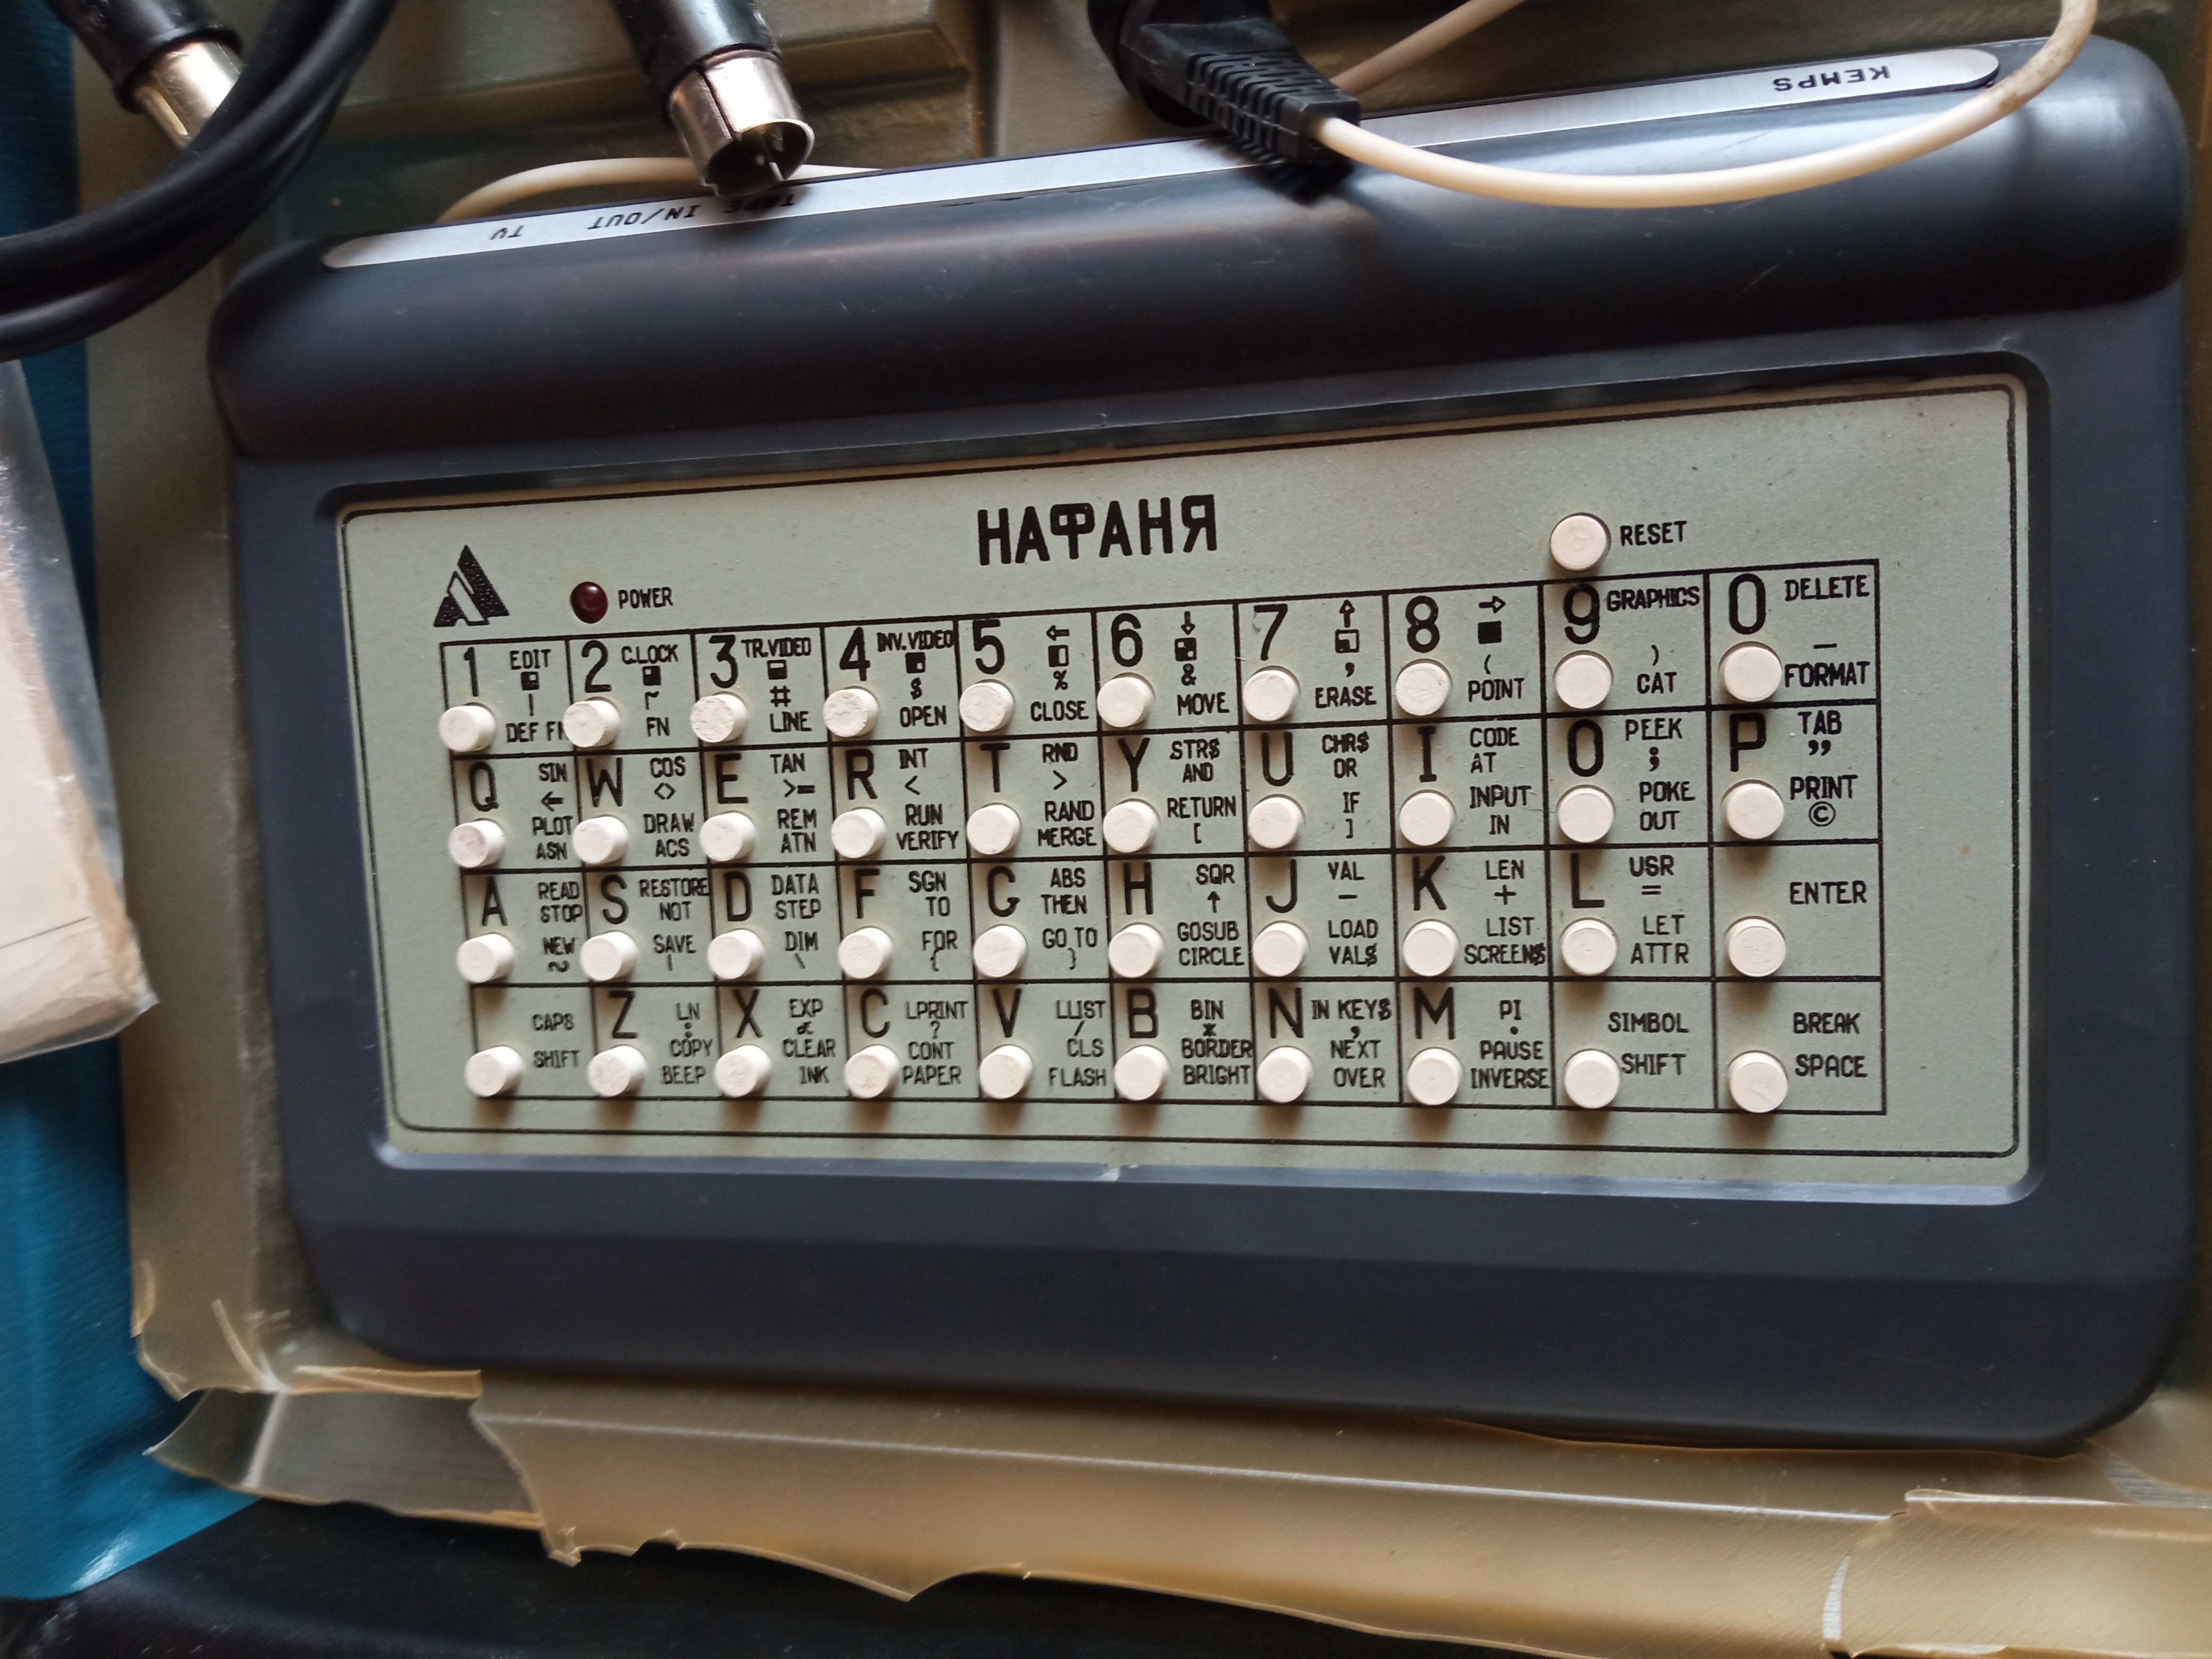 KEMPS
TAPE IN/OUT
TV
НАФАНЯ
POWER
RESET
1 EDIT ! DEF FN
2 C.LOCK FN
3 TR.VIDEO # LINE
4 INV.VIDEO $ OPEN
5 ⇦ % CLOSE
6 ⇩ & MOVE
7 ⇧ ' ERASE
8 ⇨ ■ ( POINT
9 GRAPHICS ) CAT
0 DELETE _ FORMAT
Q SIN ← PLOT ASN
W COS <> DRAW ACS
E TAN >= REM ATN
R INT < RUN VERIFY
T RND > RAND MERGE
Y STR$ AND RETURN [
U CHR$ OR IF ]
I CODE AT INPUT IN
O PEEK ; POKE OUT
P TAB " PRINT ©
A READ STOP NEW ~
S RESTORE NOT SAVE |
D DATA STEP DIM \
F SGN TO FOR {
G ABS THEN GO TO }
H SQR ↑ GOSUB CIRCLE
J VAL - LOAD VAL$
K LEN + LIST SCREEN$
L USR = LET ATTR
ENTER
CAPS SHIFT
Z LN : COPY BEEP
X EXP CLEAR INK
C LPRINT ? CONT PAPER
V LLIST / CLS FLASH
B BIN * BORDER BRIGHT
N IN KEY$ , NEXT OVER
M PI . PAUSE INVERSE
SIMBOL SHIFT
BREAK SPACE